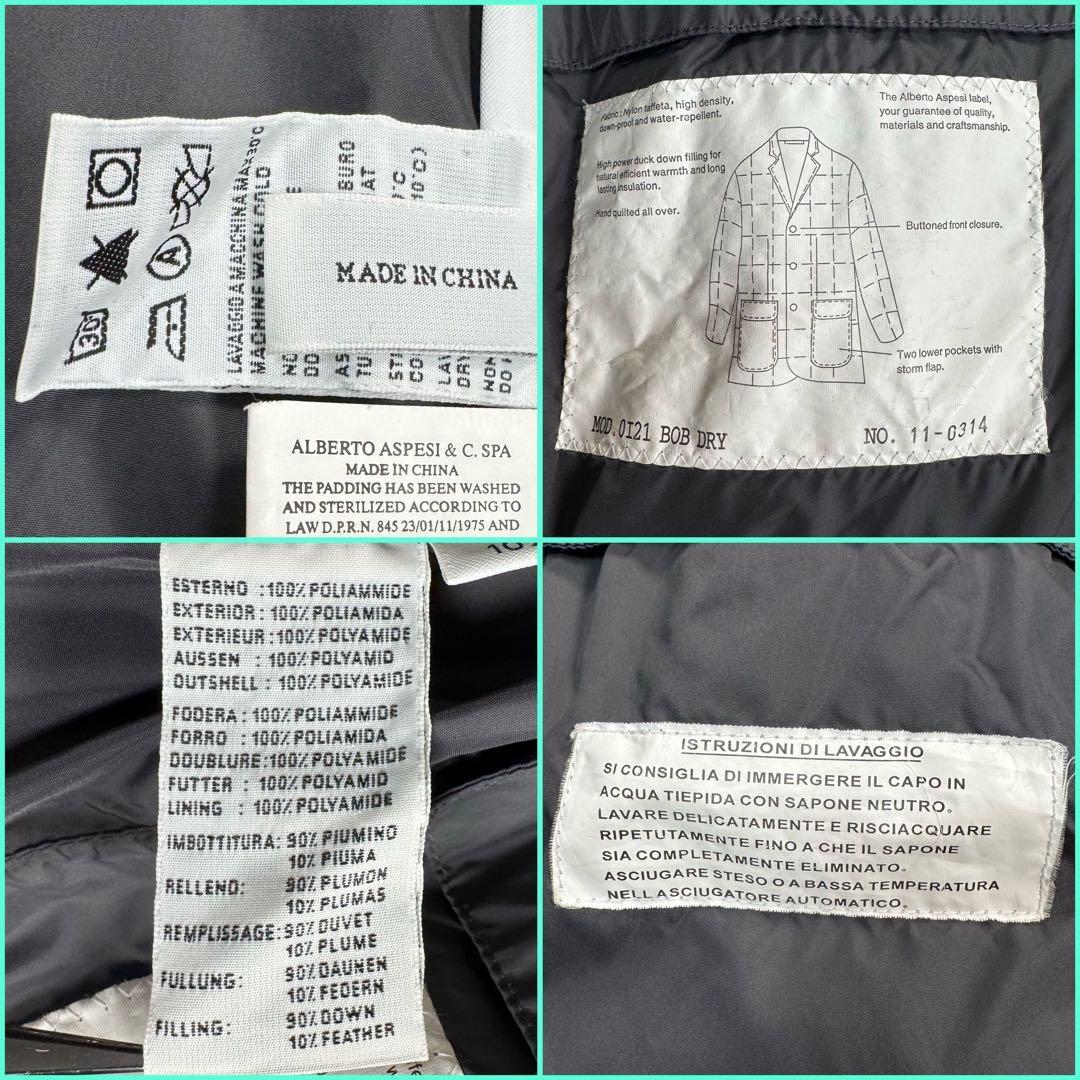 30°
A
LAVAGGIO A MACCHINA MAX 30°C
MACHINE WASH COLD
MADE IN CHINA
ALBERTO ASPESI & C. SPA
MADE IN CHINA
THE PADDING HAS BEEN WASHED
AND STERILIZED ACCORDING TO
LAW D.P.R.N. 845 23/01/11/1975 AND
Fabric : Nylon taffeta, high density,
down-proof and water-repellent.
High power duck down filling for
natural efficient warmth and long
lasting insulation.
Hand quilted all over.
The Alberto Aspesi label,
your guarantee of quality,
materials and craftsmanship.
Buttoned front closure.
Two lower pockets with
storm flap.
MOD. 0I21 BOB DRY
NO. 11-0314
ESTERNO : 100% POLIAMMIDE
EXTERIOR : 100% POLIAMIDA
EXTERIEUR : 100% POLYAMIDE
AUSSEN : 100% POLYAMID
OUTSHELL : 100% POLYAMIDE
FODERA : 100% POLIAMMIDE
FORRO : 100% POLIAMIDA
DOUBLURE : 100% POLYAMIDE
FUTTER : 100% POLYAMID
LINING : 100% POLYAMIDE
IMBOTTITURA: 90% PIUMINO
10% PIUMA
RELLENO: 90% PLUMON
10% PLUMAS
REMPLISSAGE: 90% DUVET
10% PLUME
FULLUNG: 90% DAUNEN
10% FEDERN
FILLING: 90% DOWN
10% FEATHER
ISTRUZIONI DI LAVAGGIO
SI CONSIGLIA DI IMMERGERE IL CAPO IN
ACQUA TIEPIDA CON SAPONE NEUTRO.
LAVARE DELICATAMENTE E RISCIACQUARE
RIPETUTAMENTE FINO A CHE IL SAPONE
SIA COMPLETAMENTE ELIMINATO.
ASCIUGARE STESO O A BASSA TEMPERATURA
NELL ASCIUGATORE AUTOMATICO.